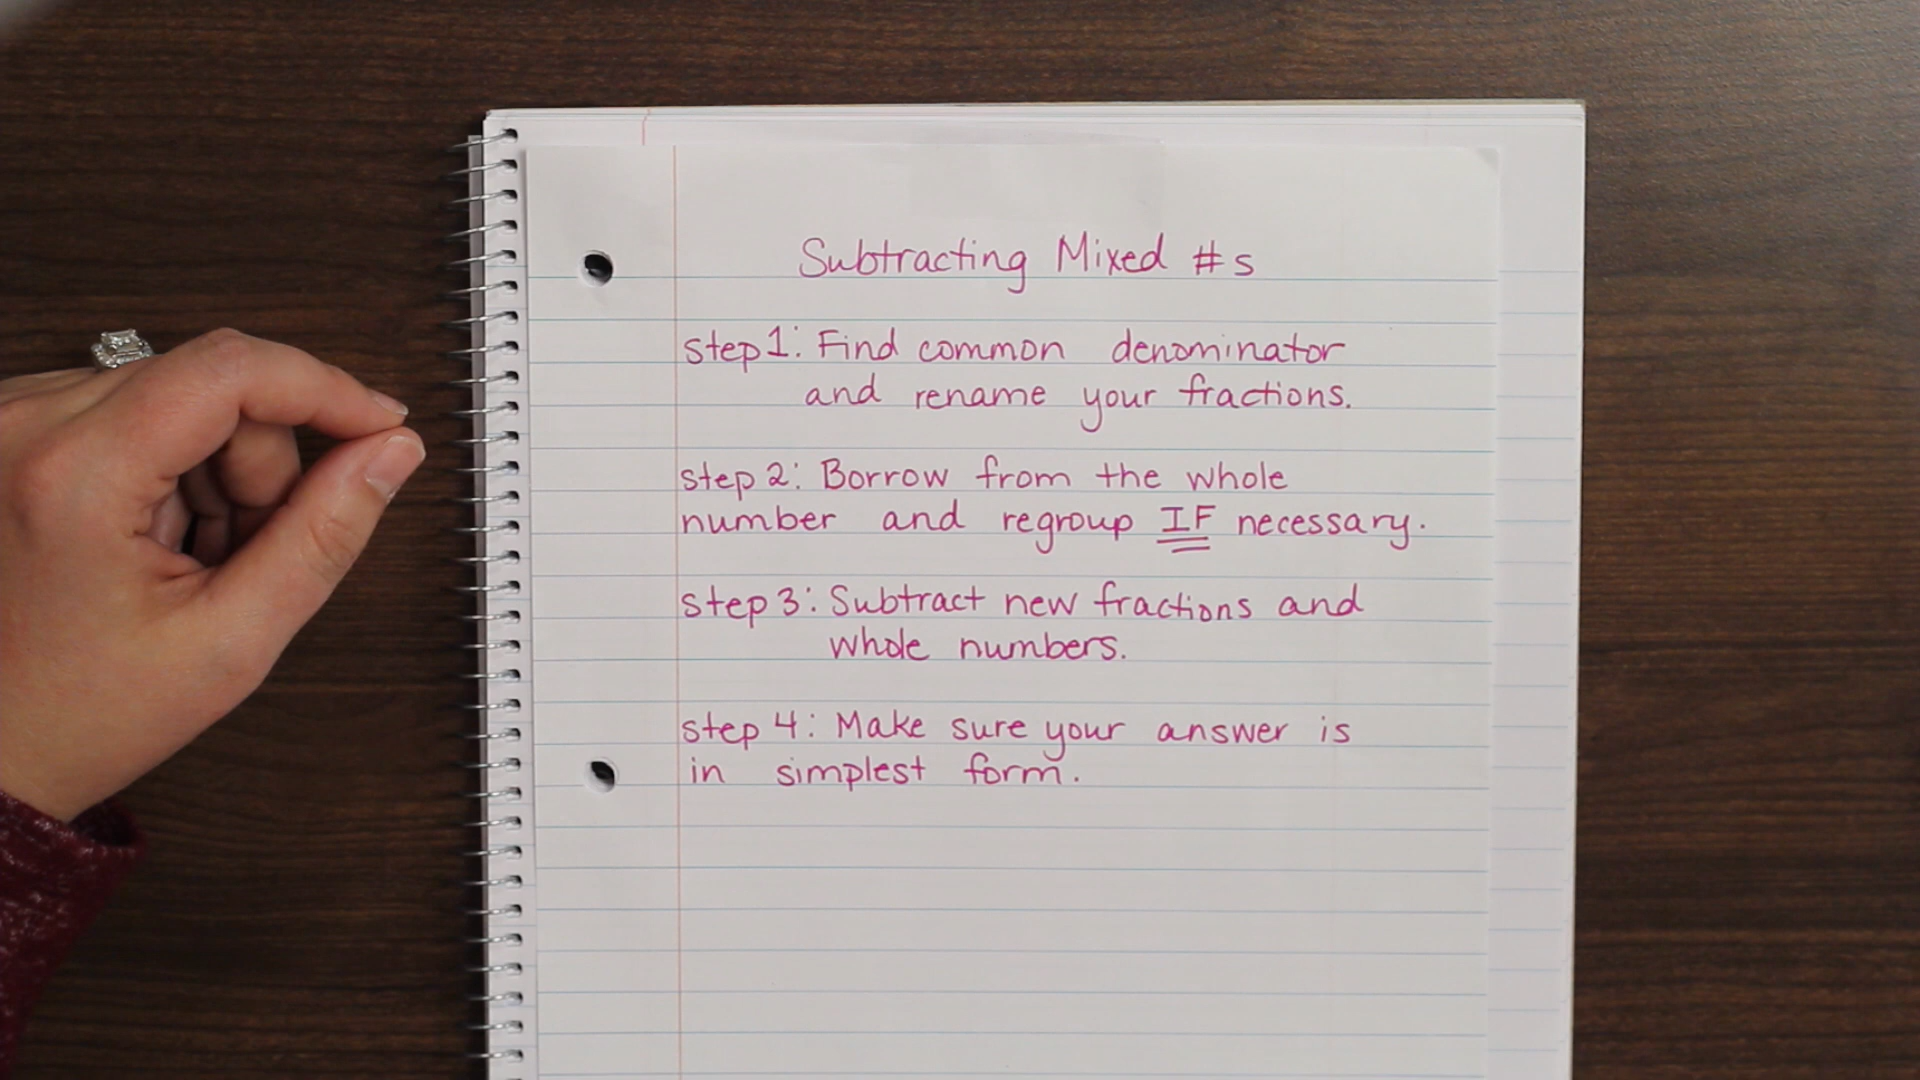 Subtracting Mixed #s
step 1: Find common denominator
and rename your fractions.
step 2: Borrow from the whole
number and regroup IF necessary.
step 3: Subtract new fractions and
whole numbers.
step 4: Make sure your answer is
in simplest form.